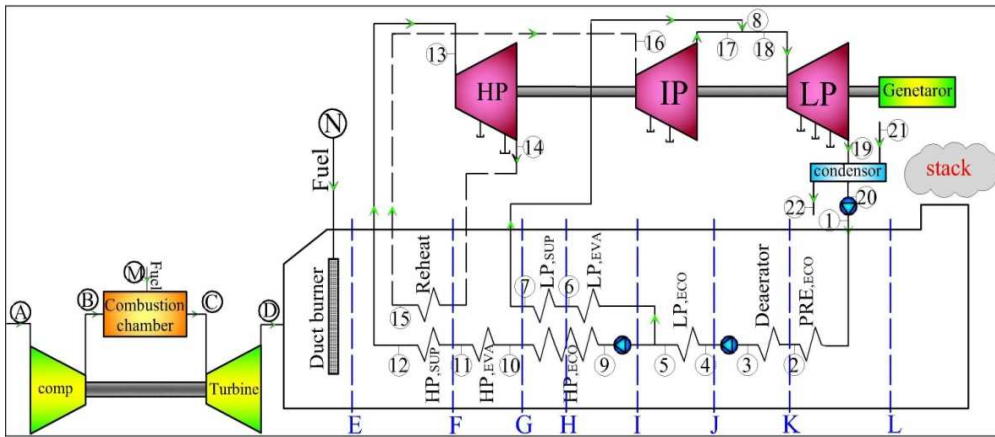 8
13
16
17
18
HP
IP
LP
Genetaror
N
14
19
21
condensor
stack
Fuel
22
20
1
M
Fuel
A
B
Combustion
chamber
C
D
Duct burner
Reheat
LP,SUP
LP,EVA
LP,ECO
Deaerator
PRE,ECO
7
6
15
12
11
10
9
5
4
3
2
HP,SUP
HP,EVA
HP,ECO
comp
Turbine
E
F
G
H
I
J
K
L